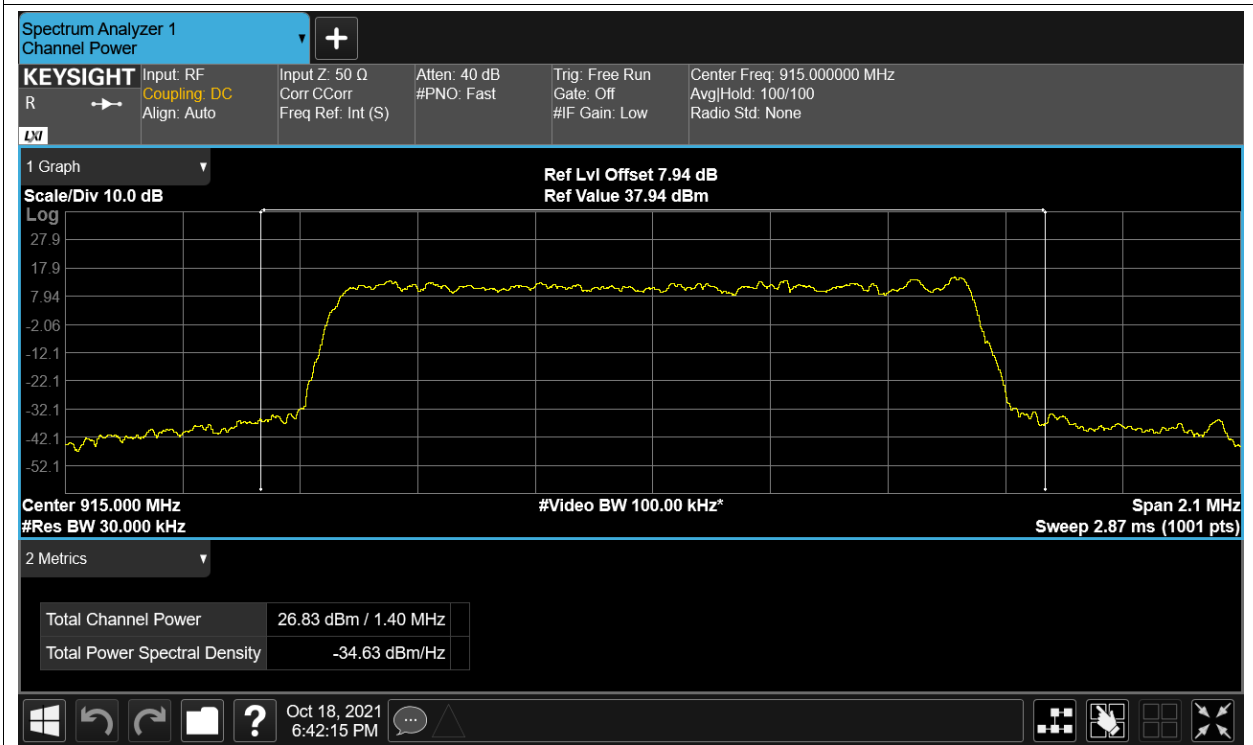 Spectrum Analyzer 1
Channel Power
KEYSIGHT
R
LXI
Input: RF
Coupling: DC
Align: Auto
Input Z: 50 Ω
Corr CCorr
Freq Ref: Int (S)
Atten: 40 dB
#PNO: Fast
Trig: Free Run
Gate: Off
#IF Gain: Low
Center Freq: 915.000000 MHz
Avg|Hold: 100/100
Radio Std: None
1 Graph
Scale/Div 10.0 dB
Ref Lvl Offset 7.94 dB
Ref Value 37.94 dBm
Log
27.9
17.9
7.94
-2.06
-12.1
-22.1
-32.1
-42.1
-52.1
Center 915.000 MHz
#Res BW 30.000 kHz
#Video BW 100.00 kHz*
Span 2.1 MHz
Sweep 2.87 ms (1001 pts)
2 Metrics
Total Channel Power 26.83 dBm / 1.40 MHz
Total Power Spectral Density -34.63 dBm/Hz
?
Oct 18, 2021
6:42:15 PM